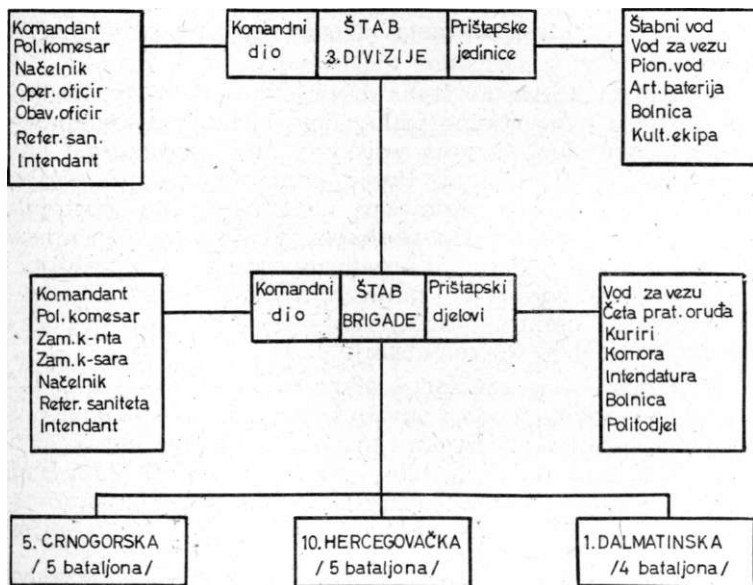 Komandant
Pol. komesar
Načelnik
Oper. oficir
Obav. oficir
Refer. san.
Intendant
Komandni
dio
ŠTAB
3. DIVIZIJE
Prištapske
jedinice
Štabni vod
Vod za vezu
Pion. vod
Art. baterija
Bolnica
Kult. ekipa
Komandant
Pol. komesar
Zam. k-nta
Zam. k-sara
Načelnik
Refer. saniteta
Intendant
Komandni
dio
ŠTAB
BRIGADE
Prištapski
djelovi
Vod za vezu
Četa prat. oruđa
Kuriri
Komora
Intendatura
Bolnica
Politodjel
5. CRNOGORSKA
/ 5 bataljona /
10. HERCEGOVAČKA
/ 5 bataljona /
1. DALMATINSKA
/4 bataljona /